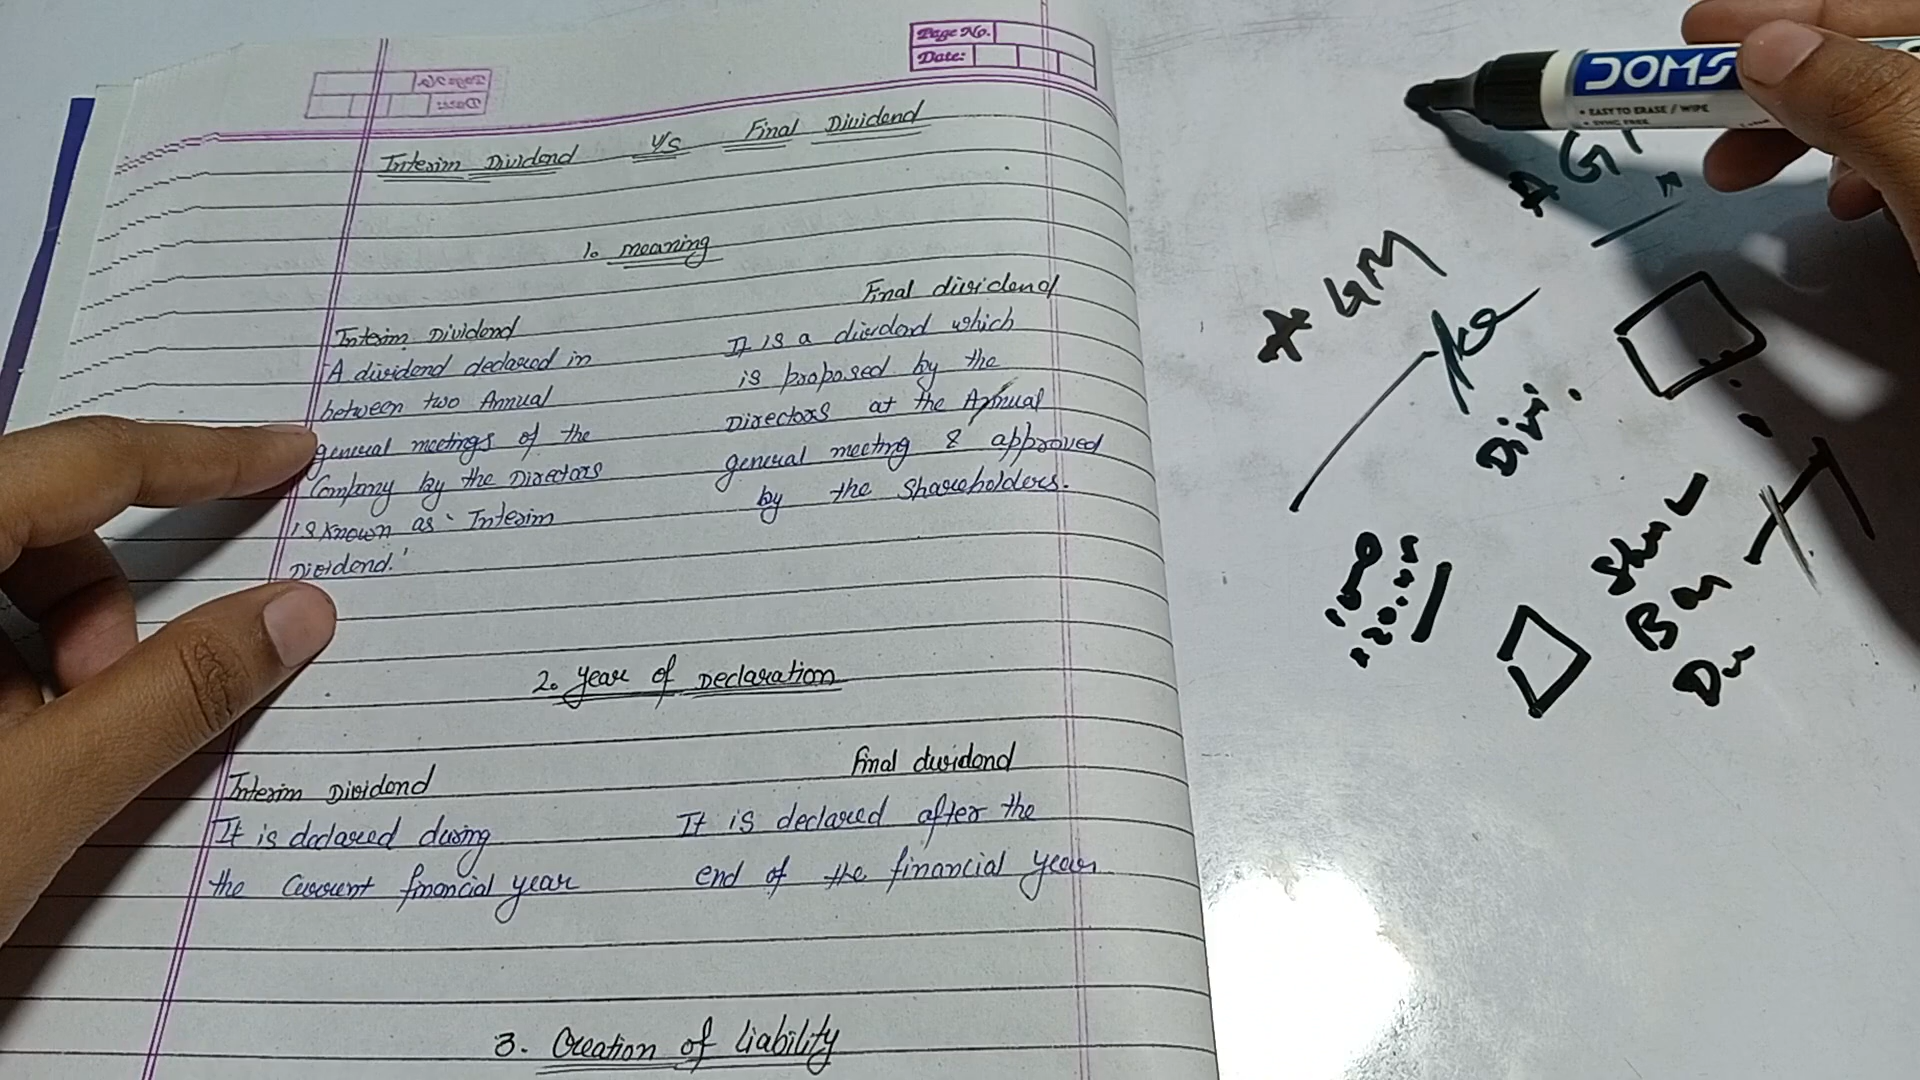 Page No.
Date:
Interim Dividend V/S Final Dividend
1. meaning
Interim Dividend
A dividend declared in
between two Annual
general meetings of the
Company by the Directors
is known as 'Interim
Dividend.'
Final dividend
It is a dividend which
is proposed by the
Directors at the Annual
general meeting & approved
by the Shareholders.
2. Year of Declaration
Interim Dividend
It is declared during
the Current financial year
Final dividend
It is declared after the
end of the financial year
3. Creation of liability
DOMS
• EASY TO ERASE / WIPE
AGM
Divi.